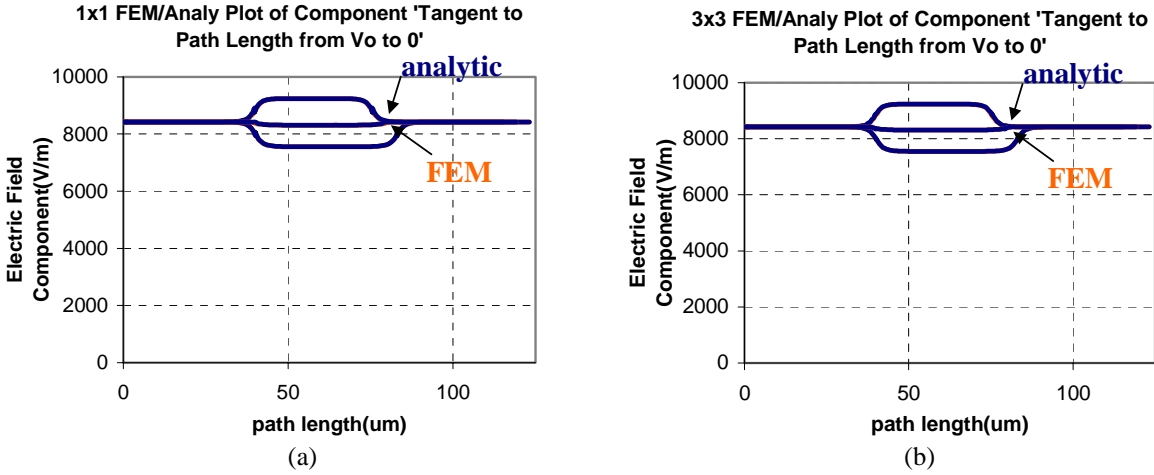 1x1 FEM/Analy Plot of Component 'Tangent to
Path Length from Vo to 0'
10000
8000
6000
4000
2000
0
Electric Field
Component(V/m)
analytic
FEM
0
50
100
path length(um)
(a)
3x3 FEM/Analy Plot of Component 'Tangent to
Path Length from Vo to 0'
10000
8000
6000
4000
2000
0
Electric Field
Component(V/m)
analytic
FEM
0
50
100
path length(um)
(b)